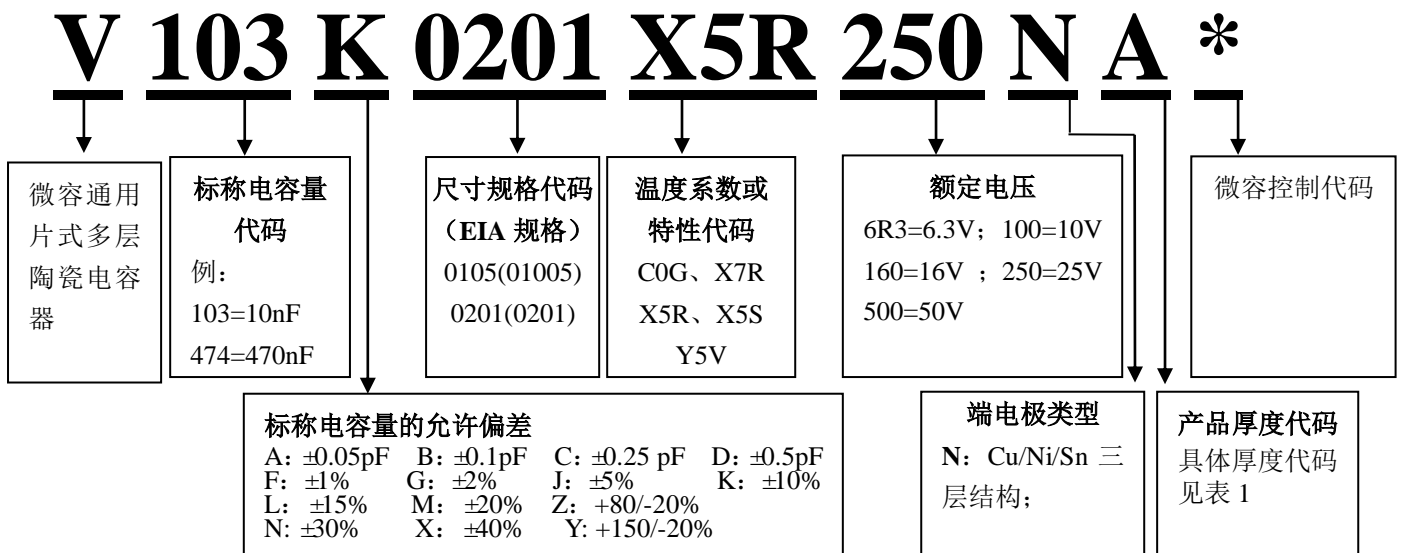 V 103 K 0201 X5R 250 N A *
微容通用
片式多层
陶瓷电容
器
标称电容量
代码
例：
103=10nF
474=470nF
尺寸规格代码
（EIA 规格）
0105(01005)
0201(0201)
温度系数或
特性代码
C0G、X7R
X5R、X5S
Y5V
额定电压
6R3=6.3V；100=10V
160=16V ；250=25V
500=50V
微容控制代码
标称电容量的允许偏差
A：±0.05pF B：±0.1pF C：±0.25 pF D：±0.5pF
F：±1% G：±2% J：±5% K：±10%
L：±15% M：±20% Z：+80/-20%
N: ±30% X：±40% Y: +150/-20%
端电极类型
N：Cu/Ni/Sn 三
层结构；
产品厚度代码
具体厚度代码
见表 1